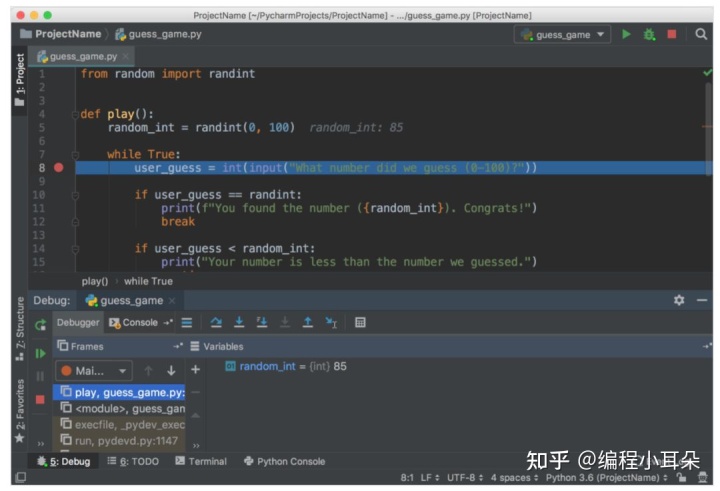 ProjectName [~/PycharmProjects/ProjectName] - .../guess_game.py [ProjectName]
ProjectName guess_game.py guess_game
1: Project
guess_game.py
1 from random import randint
2
3
4 def play():
5 random_int = randint(0, 100) random_int: 85
6
7 while True:
8 user_guess = int(input("What number did we guess (0-100)?"))
9
10 if user_guess == randint:
11 print(f"You found the number ({random_int}). Congrats!")
12 break
13
14 if user_guess < random_int:
15 print("Your number is less than the number we guessed.")
play() › while True
Debug: guess_game
Z: Structure
Debugger Console
Frames Variables
Mai...
random_int = {int} 85
play, guess_game.py:
<module>, guess_gan
execfile, _pydev_exec
run, pydevd.py:1147
2: Favorites
5: Debug 6: TODO Terminal Python Console
知乎 @编程小耳朵
8:1 LF UTF-8 4 spaces Python 3.6 (ProjectName)